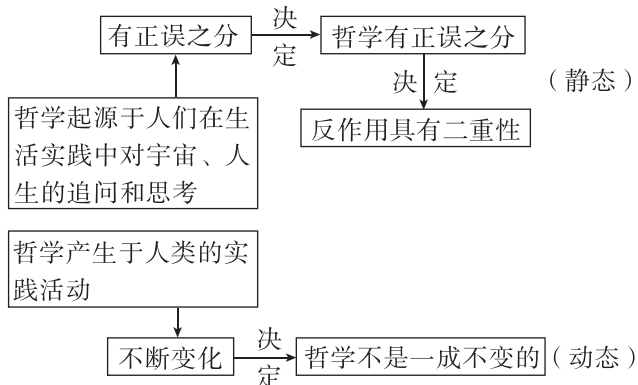 有正误之分
决
定
哲学有正误之分
决 定
（静态）
反作用具有二重性
哲学起源于人们在生
活实践中对宇宙、人
生的追问和思考
哲学产生于人类的实
践活动
不断变化
决
定
哲学不是一成不变的
（动态）